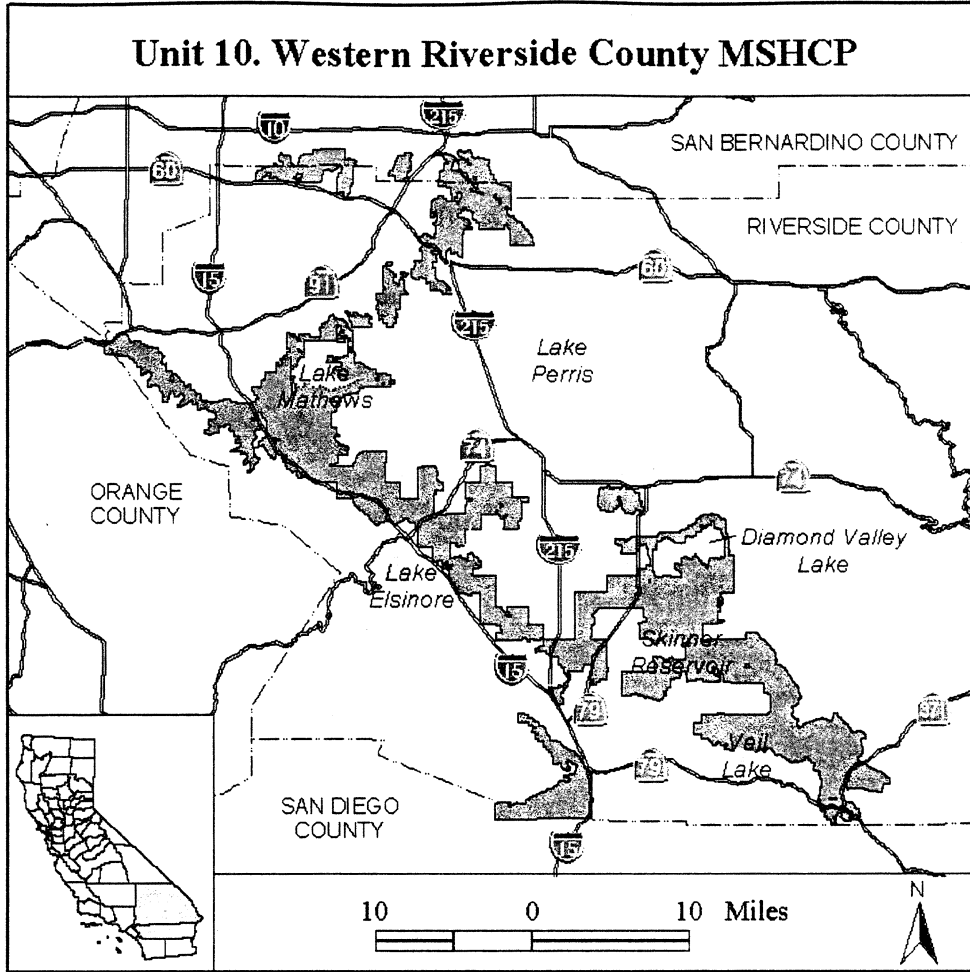 Unit 10. Western Riverside County MSHCP
10
215
60
SAN BERNARDINO COUNTY
RIVERSIDE COUNTY
15
91
60
215
Lake
Perris
Lake
Mathews
74
74
ORANGE
COUNTY
215
Diamond Valley
Lake
Lake
Elsinore
Skinner
Reservoir
15
79
Vail
Lake
79
SAN DIEGO
COUNTY
15
10 0 10 Miles
N